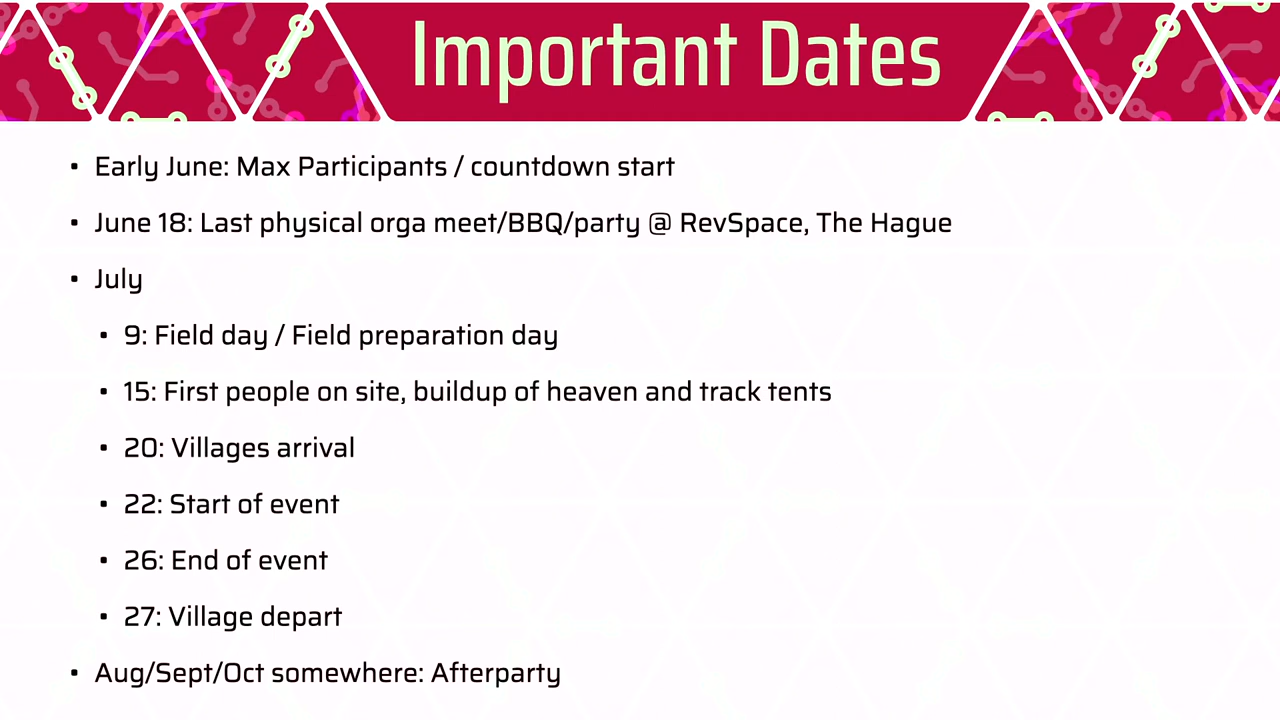 Important Dates
• Early June: Max Participants / countdown start
• June 18: Last physical orga meet/BBQ/party @ RevSpace, The Hague
• July
• 9: Field day / Field preparation day
• 15: First people on site, buildup of heaven and track tents
• 20: Villages arrival
• 22: Start of event
• 26: End of event
• 27: Village depart
• Aug/Sept/Oct somewhere: Afterparty